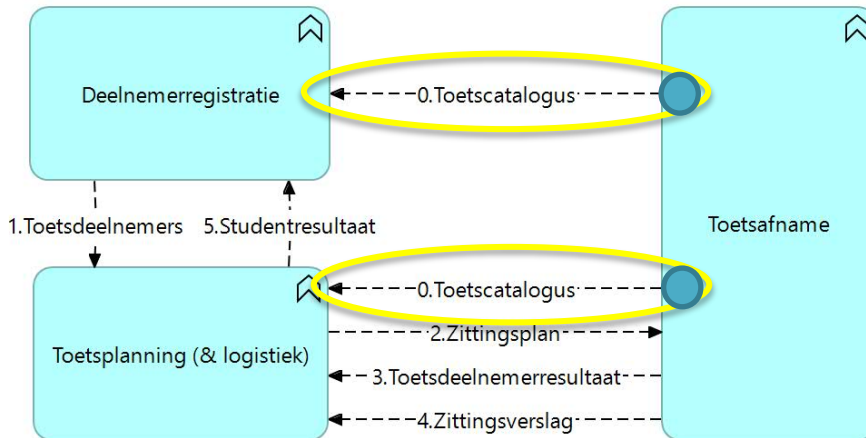 Deelnemerregistratie
0.Toetscatalogus
1.Toetsdeelnemers
5.Studentresultaat
Toetsafname
0.Toetscatalogus
2.Zittingsplan
Toetsplanning (& logistiek)
3.Toetsdeelnemerresultaat
4.Zittingsverslag